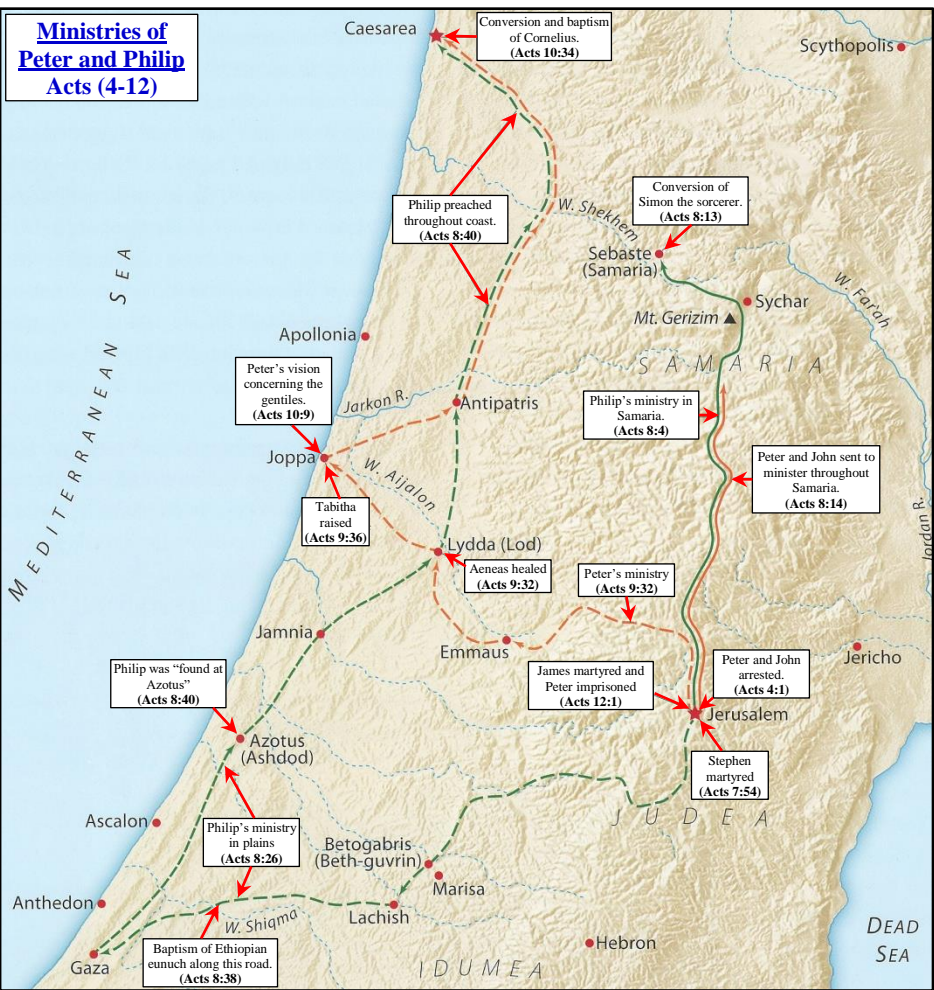 Ministries of
Peter and Philip
Acts (4-12)
Caesarea
Conversion and baptism
of Cornelius.
(Acts 10:34)
Scythopolis
Philip preached
throughout coast.
(Acts 8:40)
W. Shekhem
Conversion of
Simon the sorcerer.
(Acts 8:13)
Sebaste
(Samaria)
W. Far'ah
Sychar
Mt. Gerizim
MEDITERRANEAN SEA
Apollonia
SAMARIA
Peter's vision
concerning the
gentiles.
(Acts 10:9)
Jarkon R.
Antipatris
Philip's ministry in
Samaria.
(Acts 8:4)
Joppa
W. Aijalon
Peter and John sent to
minister throughout
Samaria.
(Acts 8:14)
Tabitha
raised
(Acts 9:36)
Jordan R.
Lydda (Lod)
Aeneas healed
(Acts 9:32)
Peter's ministry
(Acts 9:32)
Jamnia
Emmaus
Jericho
Philip was "found at
Azotus"
(Acts 8:40)
James martyred and
Peter imprisoned
(Acts 12:1)
Peter and John
arrested.
(Acts 4:1)
Jerusalem
Azotus
(Ashdod)
Stephen
martyred
(Acts 7:54)
Ascalon
Philip's ministry
in plains
(Acts 8:26)
JUDEA
Betogabris
(Beth-guvrin)
Marisa
Anthedon
Lachish
W. Shiqma
Baptism of Ethiopian
eunuch along this road.
(Acts 8:38)
Gaza
Hebron
IDUMEA
DEAD
SEA